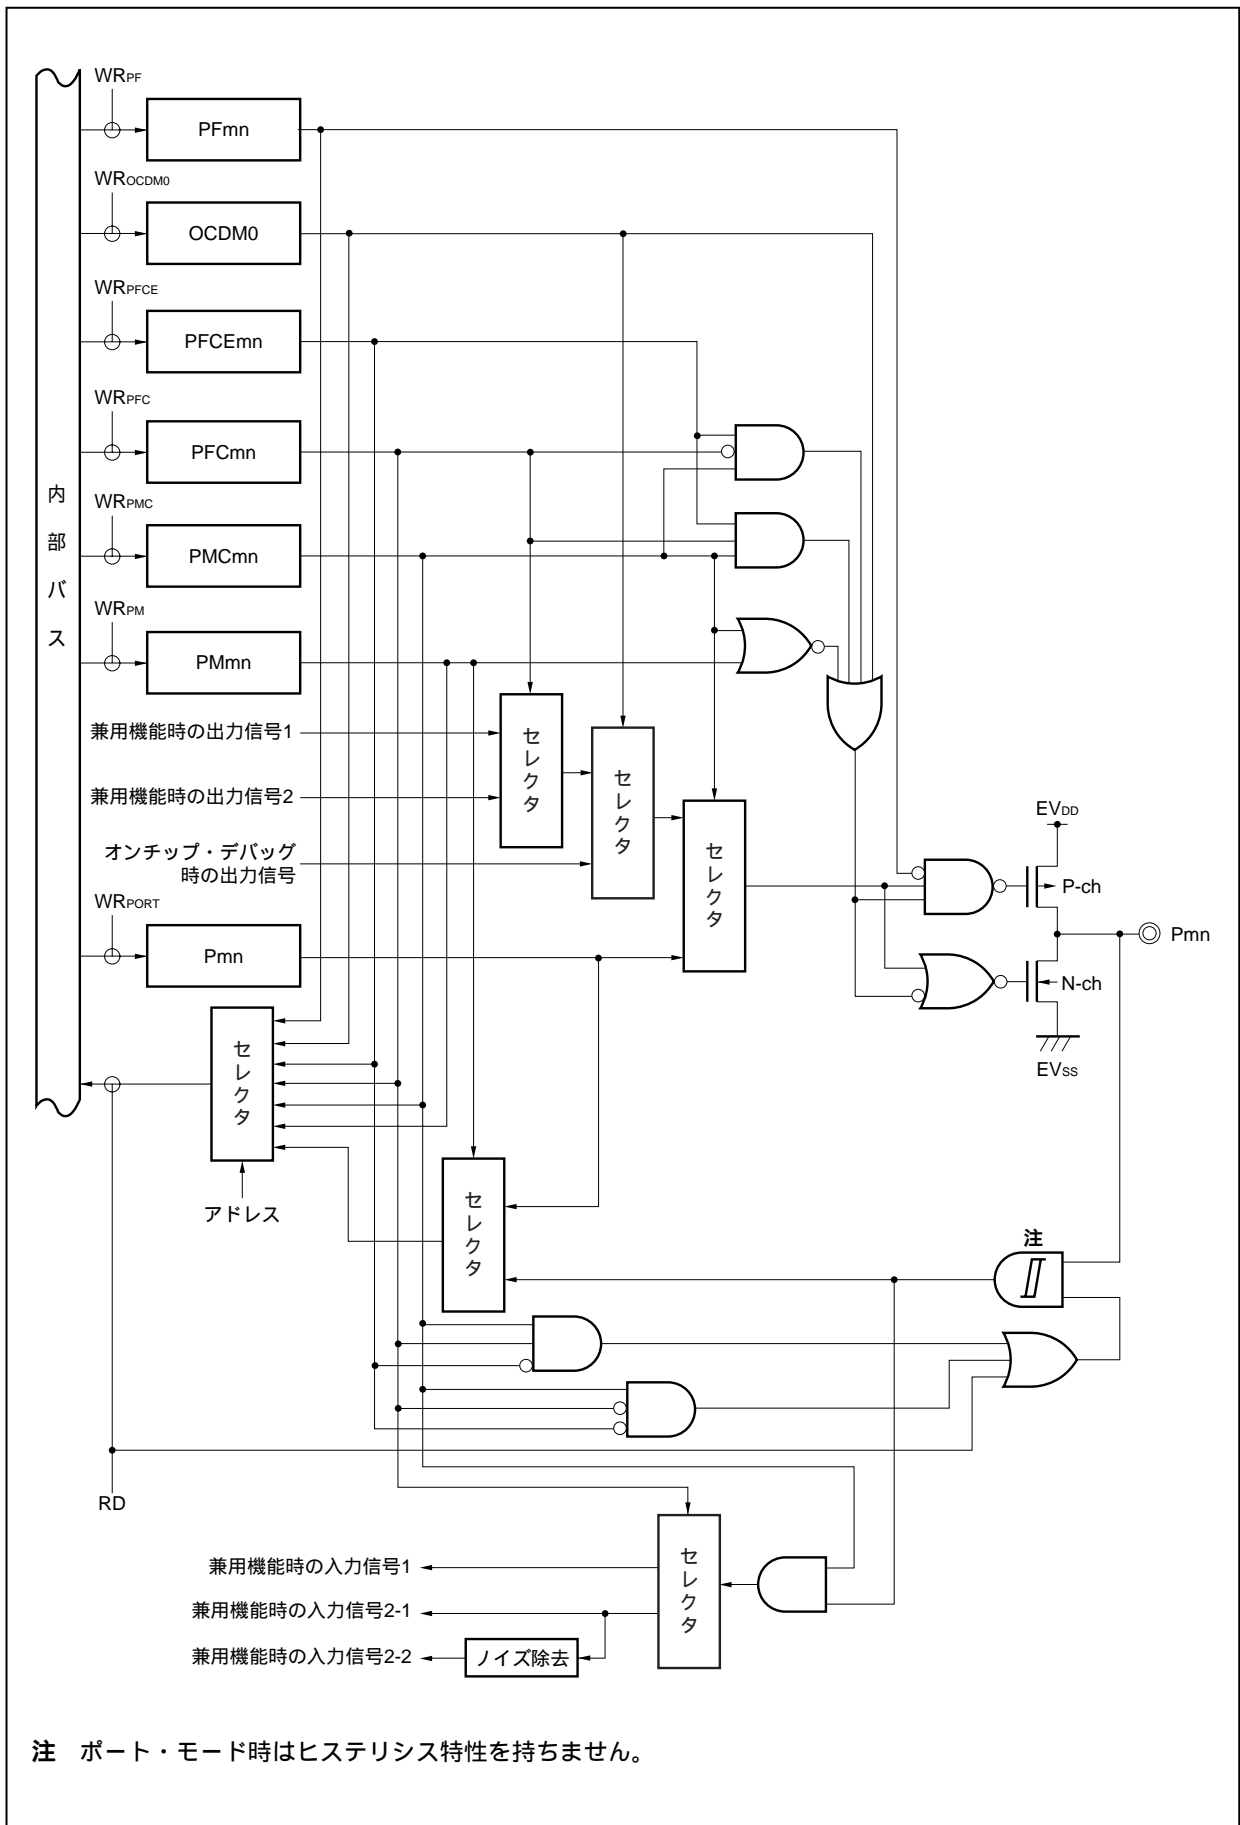 WRPF
PFmn
WROCDM0
OCDM0
WRPFCE
PFCEmn
WRPFC
PFCmn
内部バス
WRPMC
PMCmn
WRPM
PMmn
兼用機能時の出力信号1
セレクタ
セレクタ
兼用機能時の出力信号2
セレクタ
オンチップ・デバッグ
時の出力信号
EVDD
P-ch
WRPORT
Pmn
Pmn
N-ch
EVSS
セレクタ
アドレス
セレクタ
注
RD
セレクタ
兼用機能時の入力信号1
兼用機能時の入力信号2-1
兼用機能時の入力信号2-2
ノイズ除去
注 ポート・モード時はヒステリシス特性を持ちません。